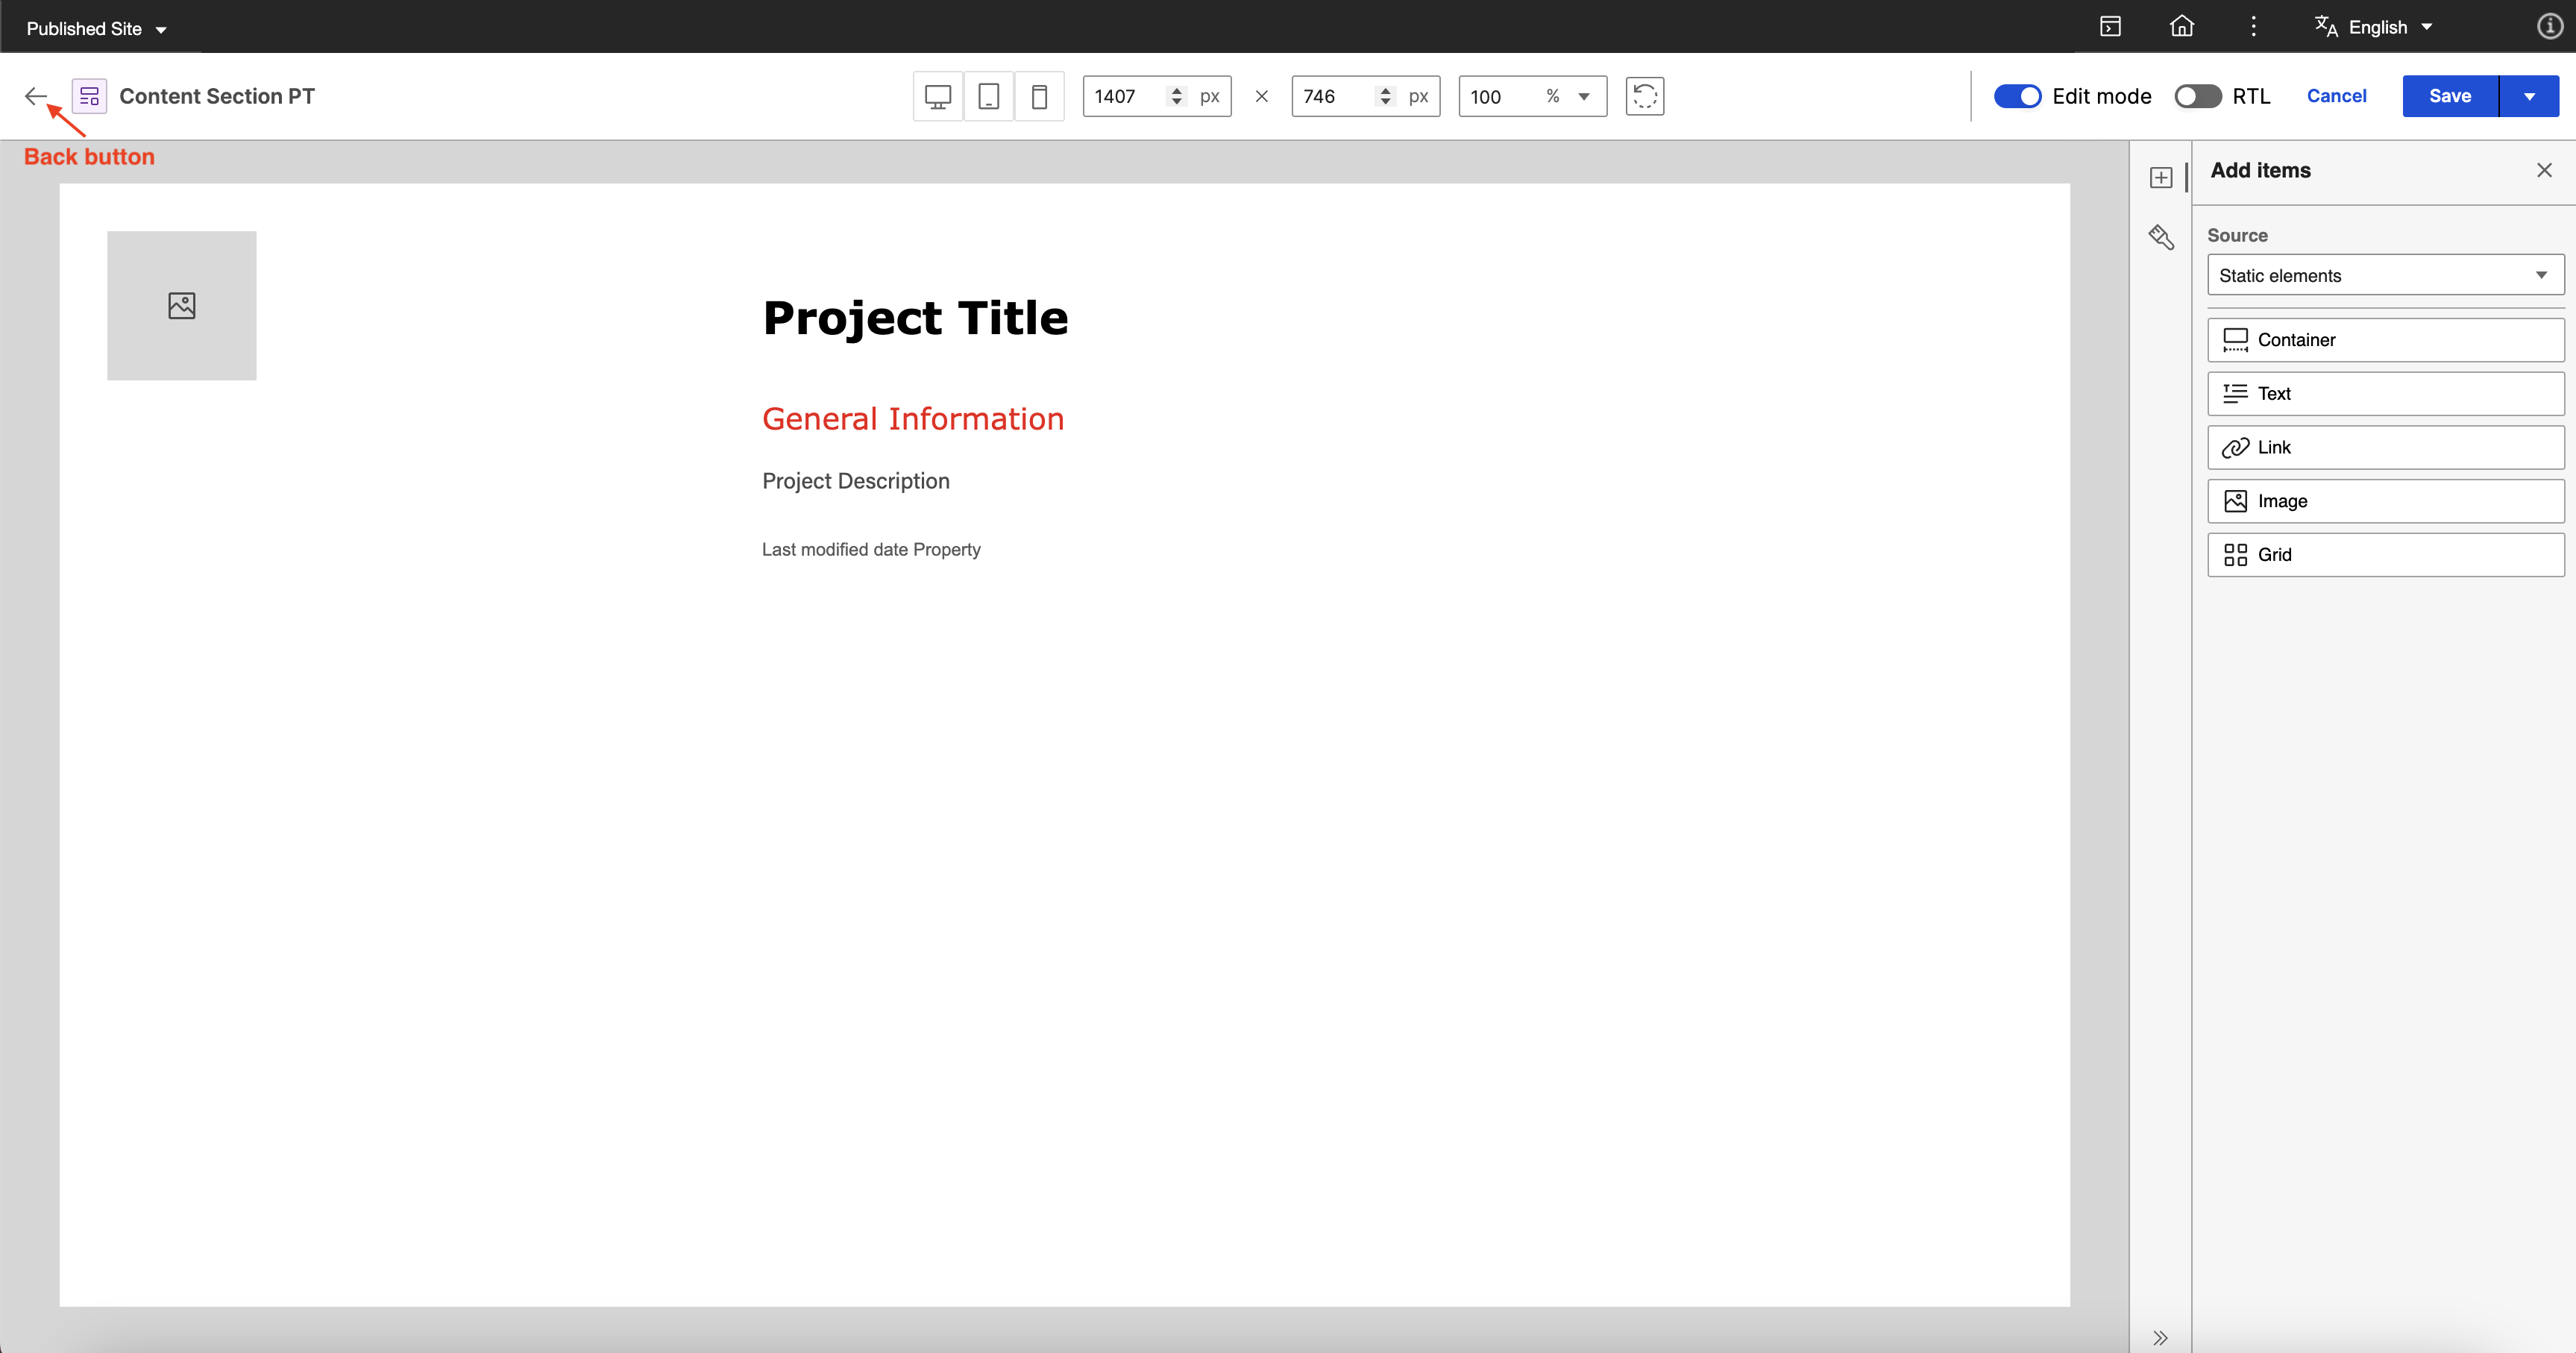 Published Site
English
Content Section PT
1407 px × 746 px
100 %
Edit mode
RTL
Cancel
Save
Back button
Add items
Source
Static elements
Container
Text
Link
Image
Grid
Project Title
General Information
Project Description
Last modified date Property